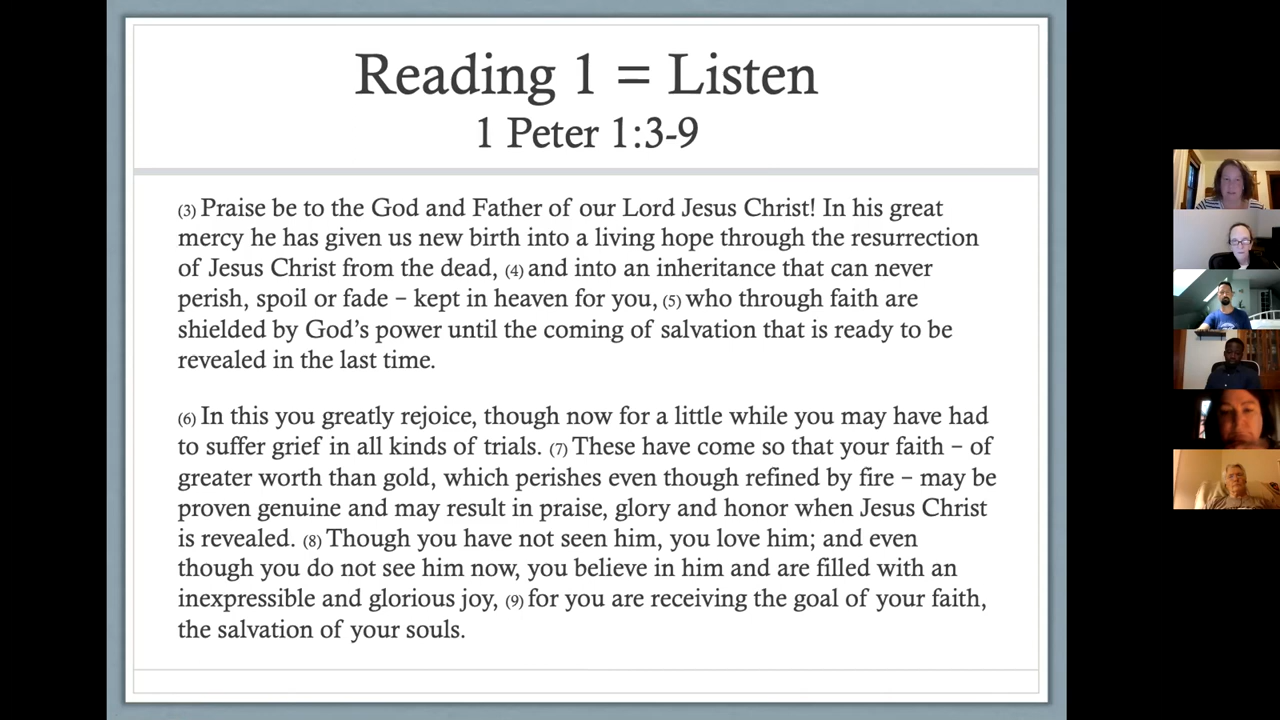 Reading 1 = Listen
1 Peter 1:3-9
(3) Praise be to the God and Father of our Lord Jesus Christ! In his great
mercy he has given us new birth into a living hope through the resurrection
of Jesus Christ from the dead, (4) and into an inheritance that can never
perish, spoil or fade – kept in heaven for you, (5) who through faith are
shielded by God’s power until the coming of salvation that is ready to be
revealed in the last time.
(6) In this you greatly rejoice, though now for a little while you may have had
to suffer grief in all kinds of trials. (7) These have come so that your faith – of
greater worth than gold, which perishes even though refined by fire – may be
proven genuine and may result in praise, glory and honor when Jesus Christ
is revealed. (8) Though you have not seen him, you love him; and even
though you do not see him now, you believe in him and are filled with an
inexpressible and glorious joy, (9) for you are receiving the goal of your faith,
the salvation of your souls.